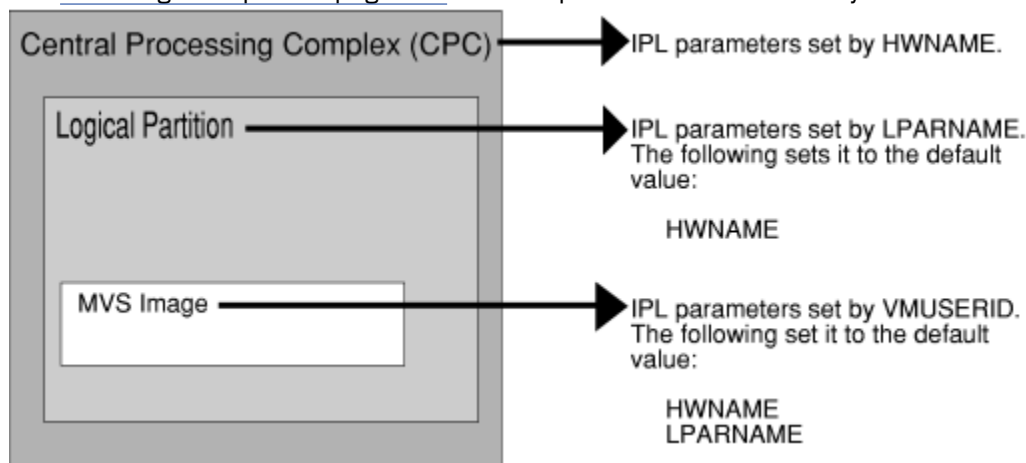 Central Processing Complex (CPC)
IPL parameters set by HWNAME.
Logical Partition
IPL parameters set by LPARNAME.
The following sets it to the default
value:
HWNAME
MVS Image
IPL parameters set by VMUSERID.
The following set it to the default
value:
HWNAME
LPARNAME